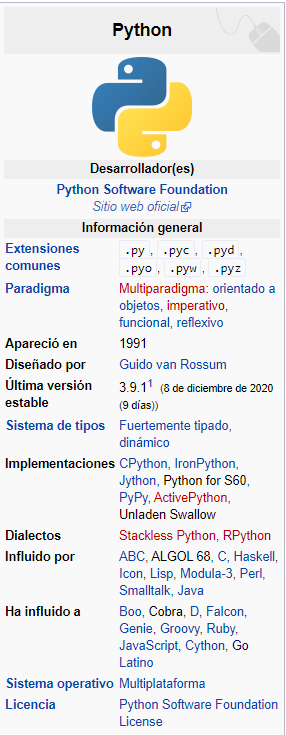 Python
Desarrollador(es)
Python Software Foundation
Sitio web oficial
Información general
Extensiones comunes
.py , .pyc , .pyd ,
.pyo , .pyw , .pyz
Paradigma
Multiparadigma: orientado a
objetos, imperativo,
funcional, reflexivo
Apareció en 1991
Diseñado por Guido van Rossum
Última versión estable
3.9.1¹ (8 de diciembre de 2020
(9 días))
Sistema de tipos
Fuertemente tipado,
dinámico
Implementaciones
CPython, IronPython,
Jython, Python for S60,
PyPy, ActivePython,
Unladen Swallow
Dialectos Stackless Python, RPython
Influido por
ABC, ALGOL 68, C, Haskell,
Icon, Lisp, Modula-3, Perl,
Smalltalk, Java
Ha influido a
Boo, Cobra, D, Falcon,
Genie, Groovy, Ruby,
JavaScript, Cython, Go
Latino
Sistema operativo Multiplataforma
Licencia
Python Software Foundation
License